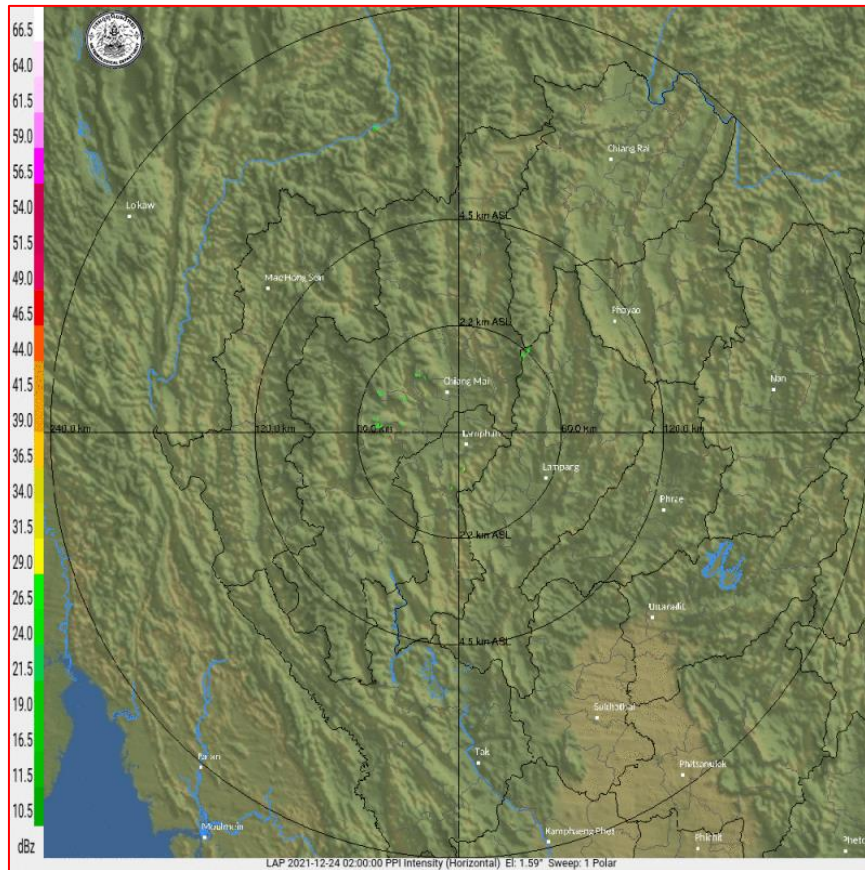 66.5
64.0
61.5
59.0
56.5
54.0
51.5
49.0
46.5
44.0
41.5
39.0
36.5
34.0
31.5
29.0
26.5
24.0
21.5
19.0
16.5
14.0
11.5
10.5
dBz
Chiang Rai
Loikaw
4.5 km ASL
Mae Hong Son
Phayao
2.2 km ASL
Chiang Mai
Nan
240.0 km
120.0 km
60.0 km
Lamphun
60.0 km
120.0 km
Lampang
Phrae
2.2 km ASL
Uttaradit
4.5 km ASL
Sukhothai
Tak
Pa'an
Phitsanulok
Moulmein
Kamphaeng Phet
Phichit
Phetc
LAP 2021-12-24 02:00:00 PPI Intensity (Horizontal) El: 1.59° Sweep: 1 Polar